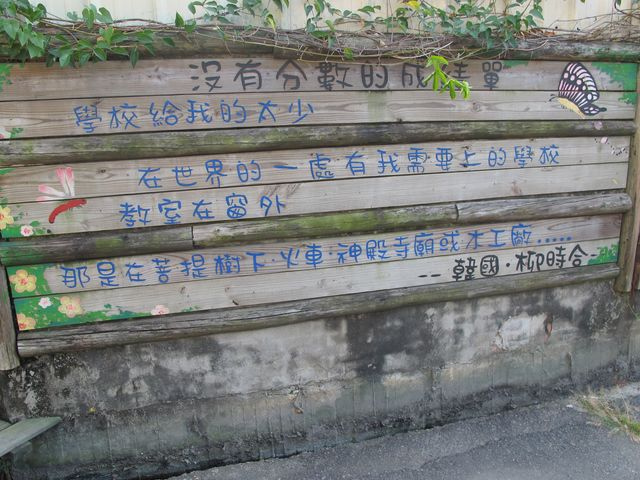 沒有分數的成績單
學校給我的太少
在世界的一處有我需要上的學校
教室在窗外
那是在菩提樹下·火車·神殿寺廟或木工廠.....
-- 韓國·柳時合